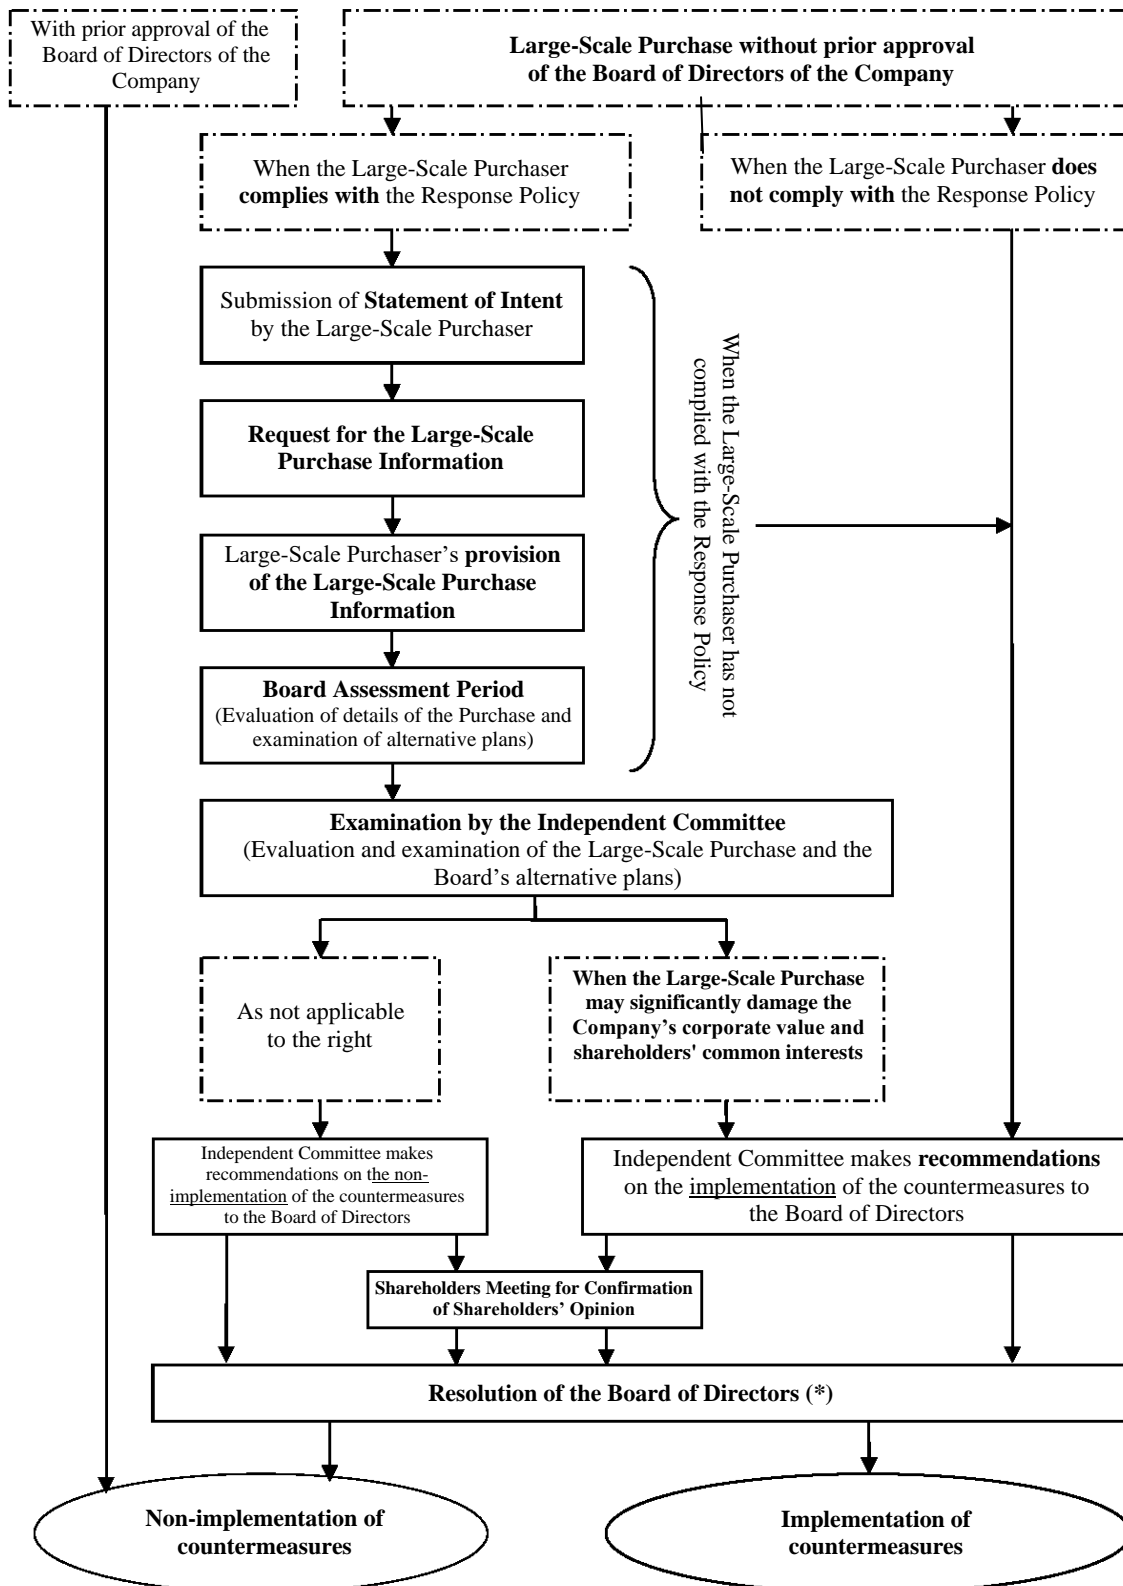 With prior approval of the
Board of Directors of the
Company
Large-Scale Purchase without prior approval
of the Board of Directors of the Company
When the Large-Scale Purchaser
complies with the Response Policy
When the Large-Scale Purchaser does
not comply with the Response Policy
Submission of Statement of Intent
by the Large-Scale Purchaser
Request for the Large-Scale
Purchase Information
Large-Scale Purchaser’s provision
of the Large-Scale Purchase
Information
Board Assessment Period
(Evaluation of details of the Purchase and
examination of alternative plans)
When the Large-Scale Purchaser has not
complied with the Response Policy
Examination by the Independent Committee
(Evaluation and examination of the Large-Scale Purchase and the
Board’s alternative plans)
As not applicable
to the right
When the Large-Scale Purchase
may significantly damage the
Company’s corporate value and
shareholders' common interests
Independent Committee makes
recommendations on the non-
implementation of the countermeasures
to the Board of Directors
Independent Committee makes recommendations
on the implementation of the countermeasures to
the Board of Directors
Shareholders Meeting for Confirmation
of Shareholders’ Opinion
Resolution of the Board of Directors (*)
Non-implementation of
countermeasures
Implementation of
countermeasures